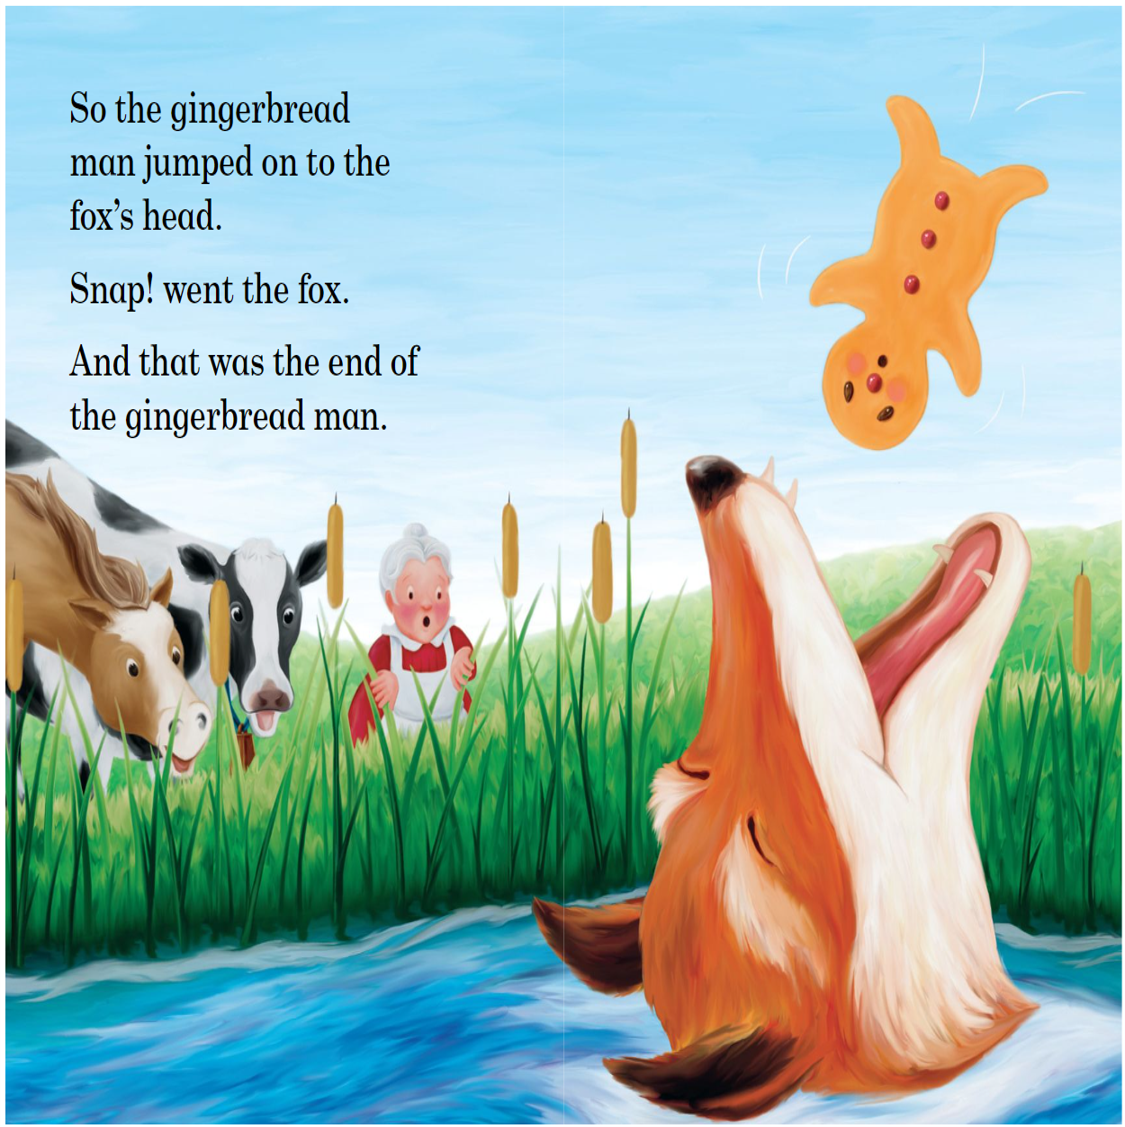 So the gingerbread
man jumped on to the
fox’s head.
Snap! went the fox.
And that was the end of
the gingerbread man.